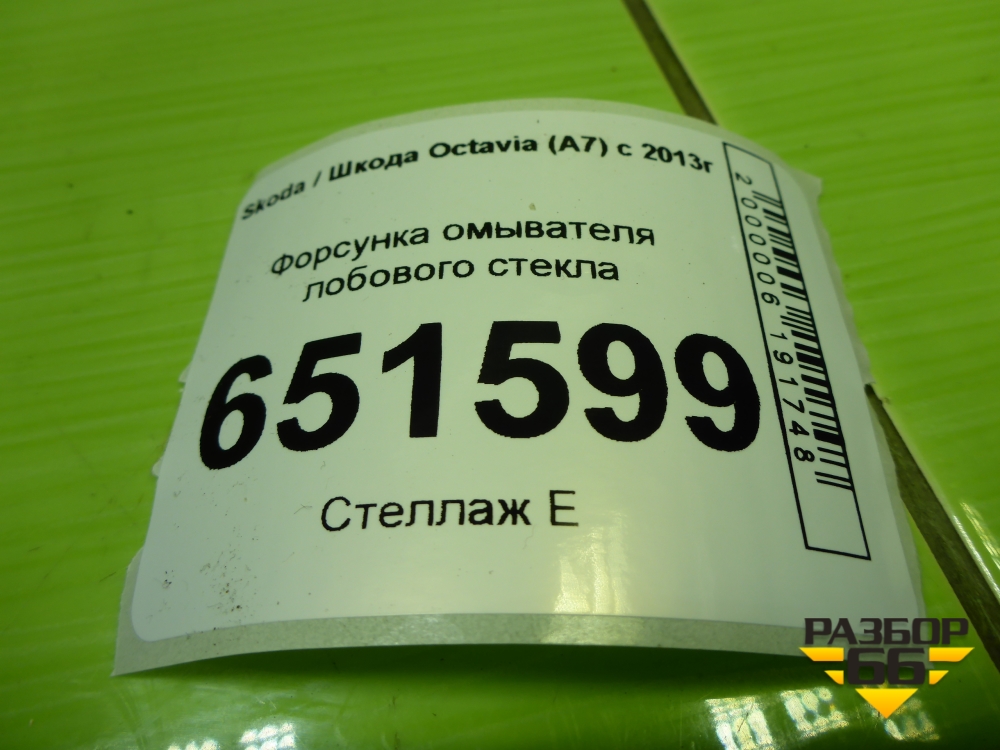 Skoda / Шкода Octavia (A7) с 2013г
Форсунка омывателя
лобового стекла
651599
Стеллаж Е
2000006191748
РАЗБОР
66